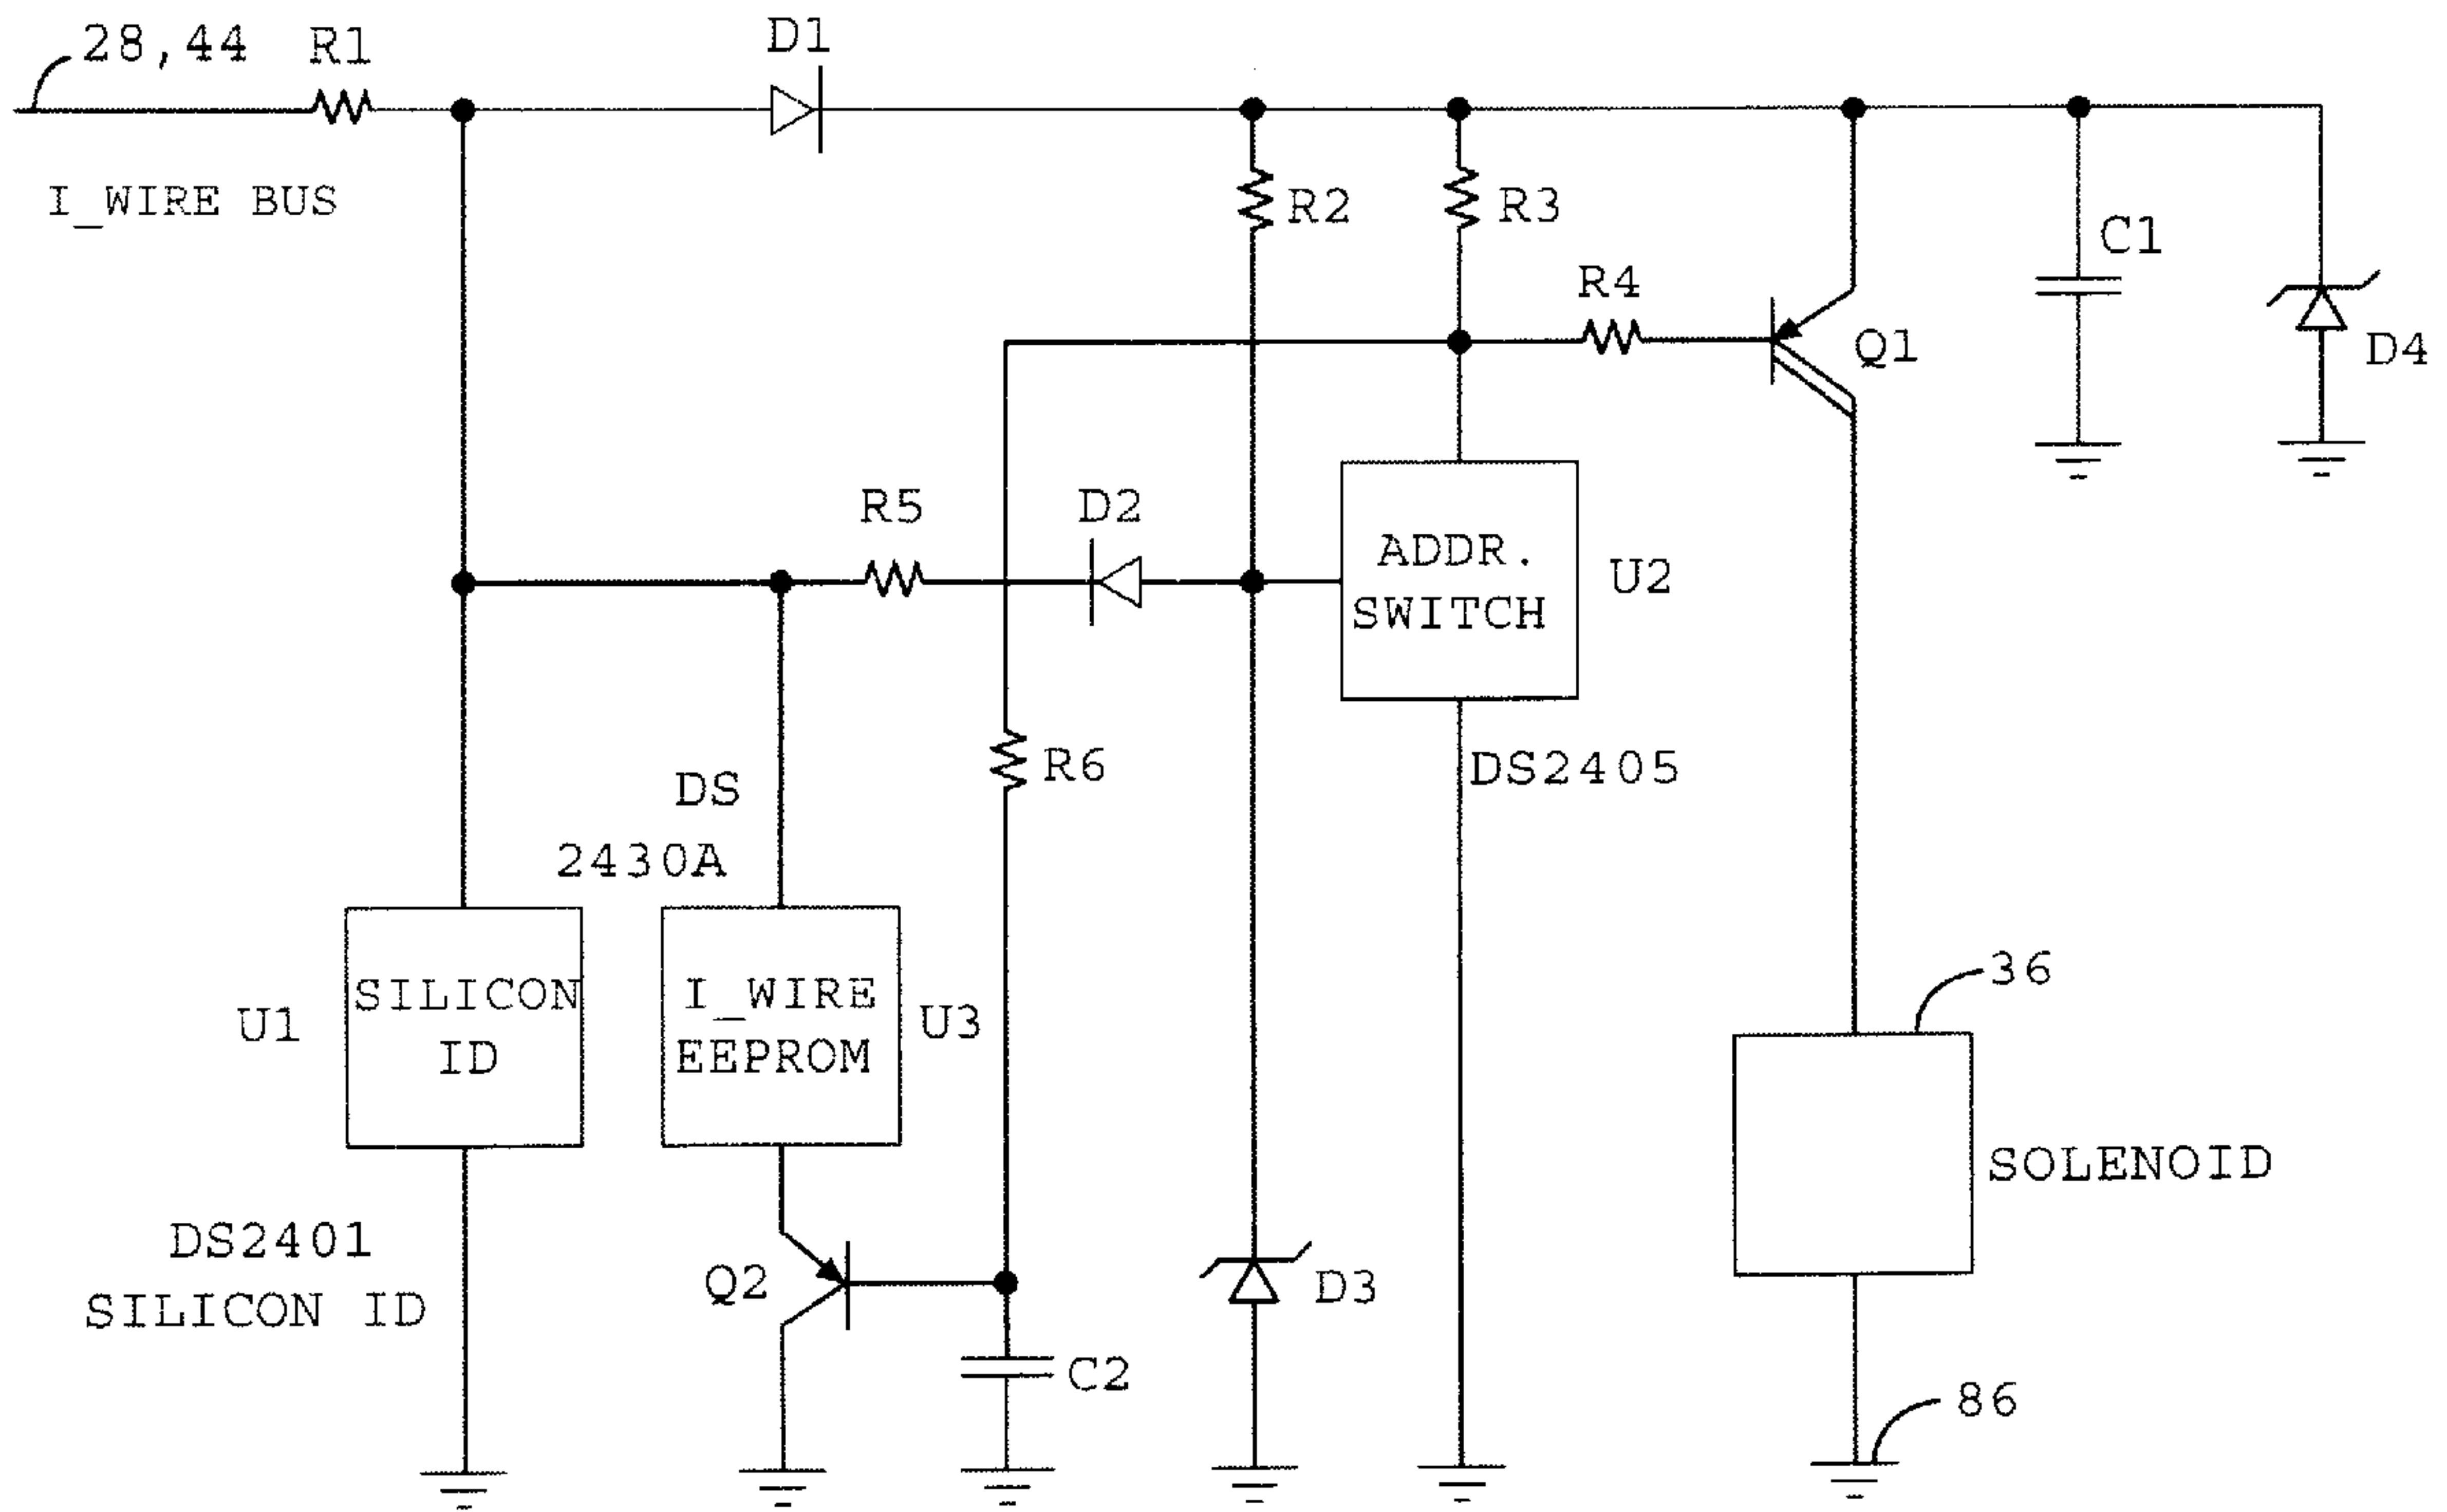 28,44
R1
D1
I_WIRE BUS
R2
R3
C1
R4
Q1
D4
R5
D2
ADDR.
SWITCH
U2
R6
DS2405
DS
2430A
36
U1
SILICON
ID
I_WIRE
EEPROM
U3
SOLENOID
DS2401
SILICON ID
Q2
D3
C2
86